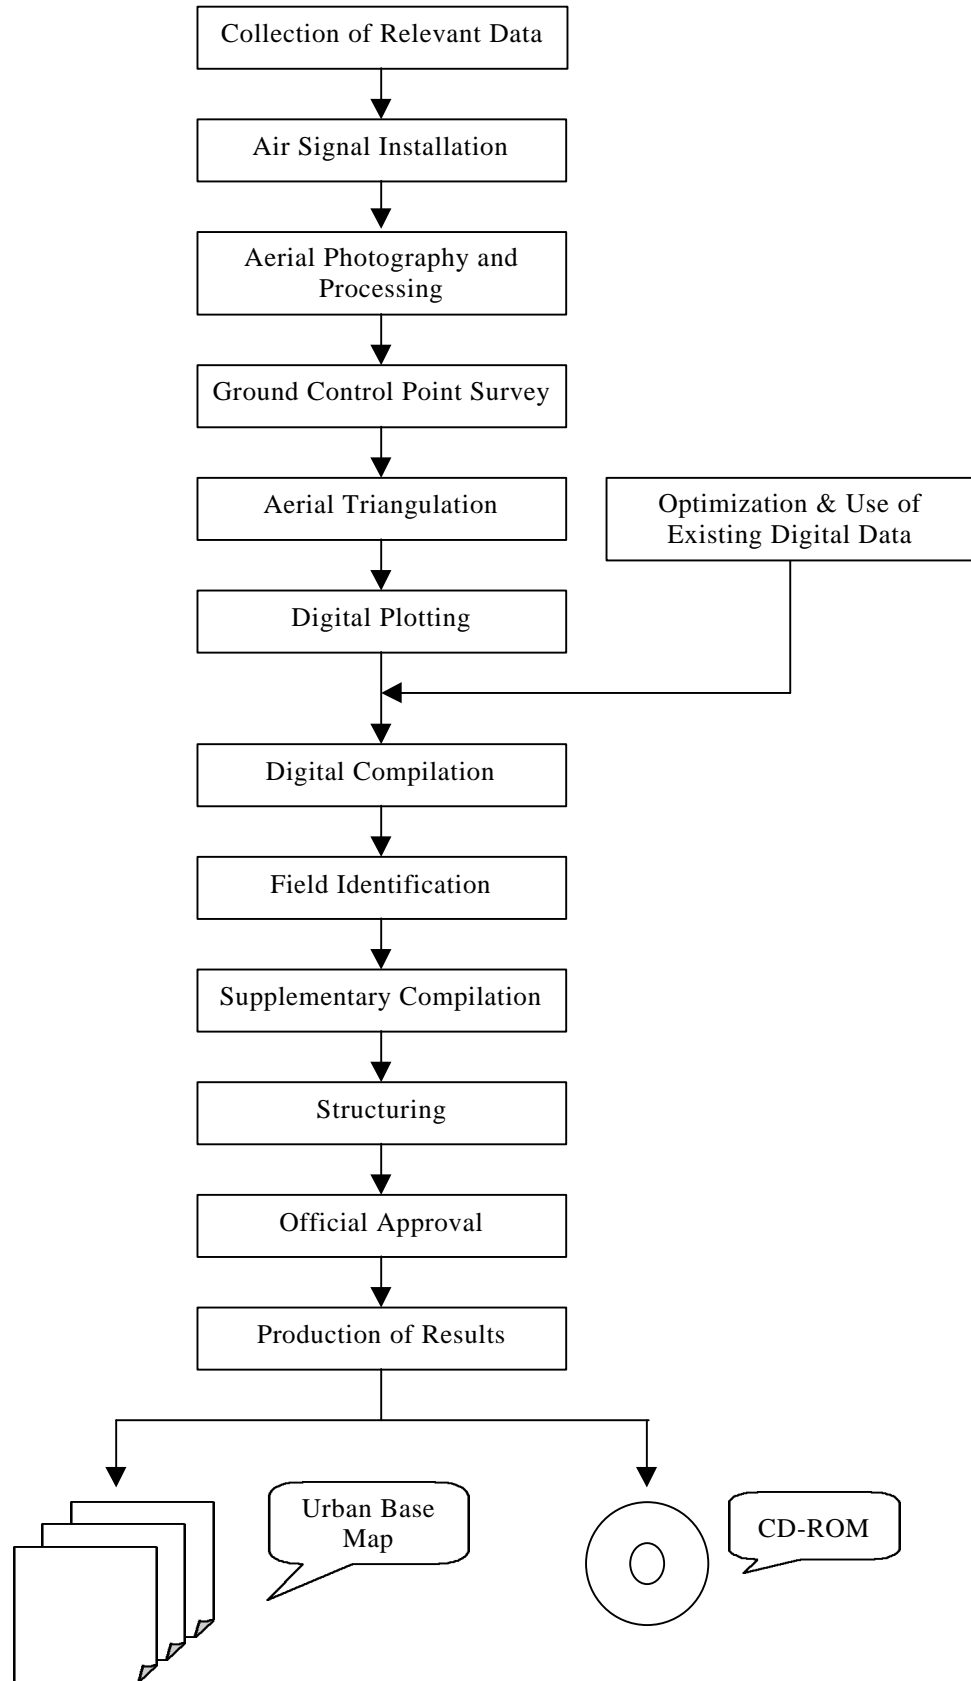 Collection of Relevant Data
Air Signal Installation
Aerial Photography and
Processing
Ground Control Point Survey
Aerial Triangulation
Optimization & Use of
Existing Digital Data
Digital Plotting
Digital Compilation
Field Identification
Supplementary Compilation
Structuring
Official Approval
Production of Results
Urban Base
Map
CD-ROM